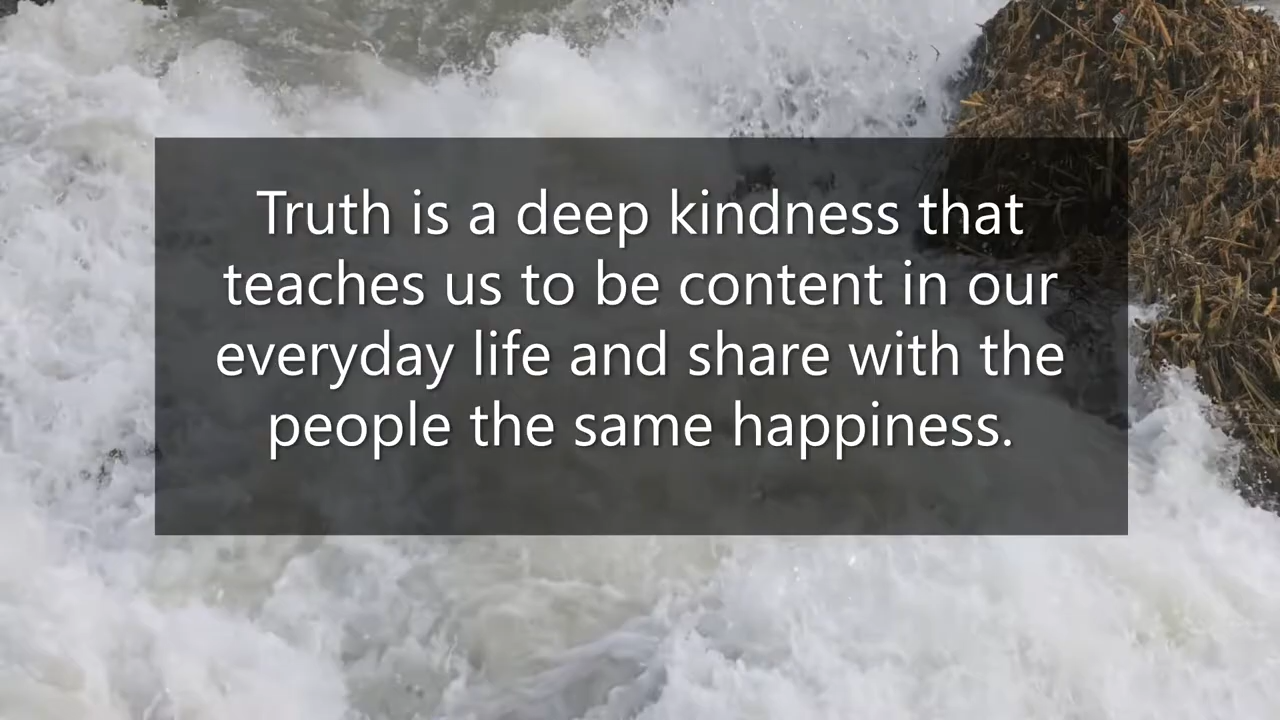 Truth is a deep kindness that
teaches us to be content in our
everyday life and share with the
people the same happiness.